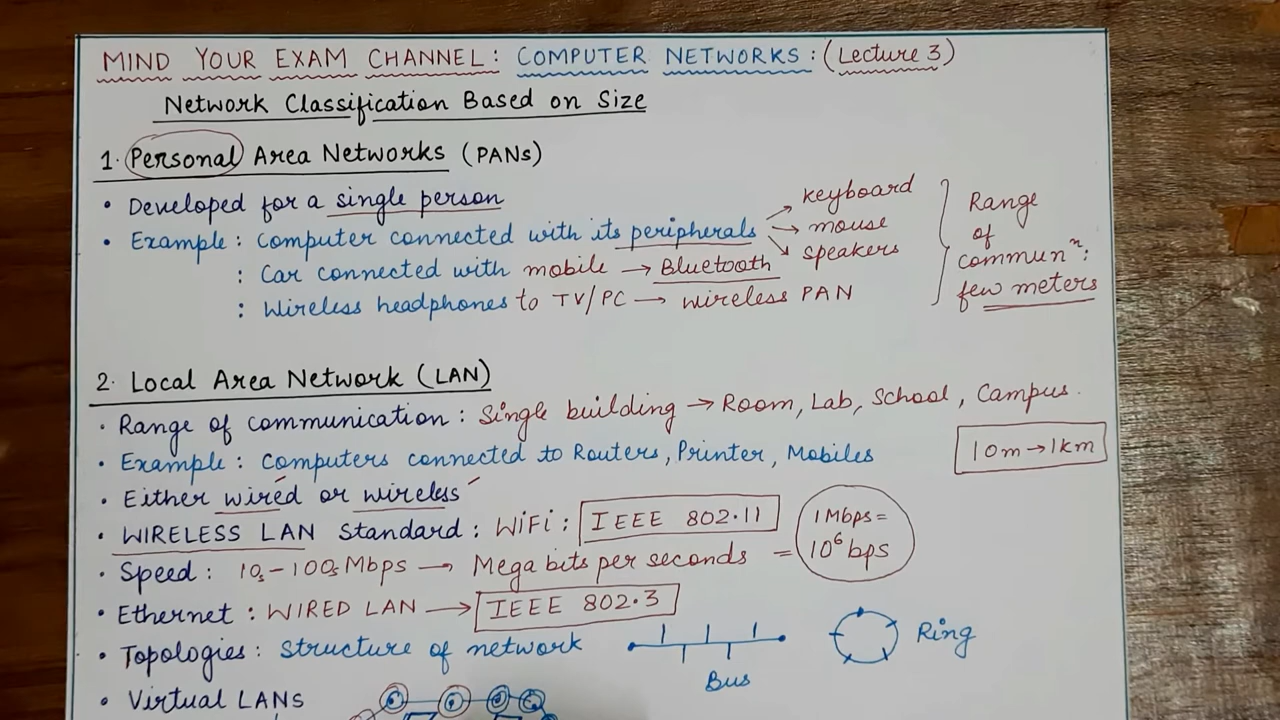 MIND YOUR EXAM CHANNEL: COMPUTER NETWORKS: (Lecture 3)
Network Classification Based on Size
1. Personal Area Networks (PANs)
• Developed for a single person
• Example: Computer connected with its peripherals → keyboard
→ mouse
→ speakers
: Car connected with mobile → Bluetooth
: Wireless headphones to TV/PC → wireless PAN
Range
of
commun^n:
few meters
2. Local Area Network (LAN)
• Range of communication: Single building → Room, Lab, School, Campus.
10m→1km
• Example: Computers connected to Routers, Printer, Mobiles
• Either wired or wireless
• WIRELESS LAN Standard: WiFi: IEEE 802.11
• Speed: 10s-100s Mbps → Mega bits per seconds =
1Mbps=
10^6 bps
• Ethernet: WIRED LAN → IEEE 802.3
• Topologies: Structure of network
Bus
Ring
• Virtual LANs